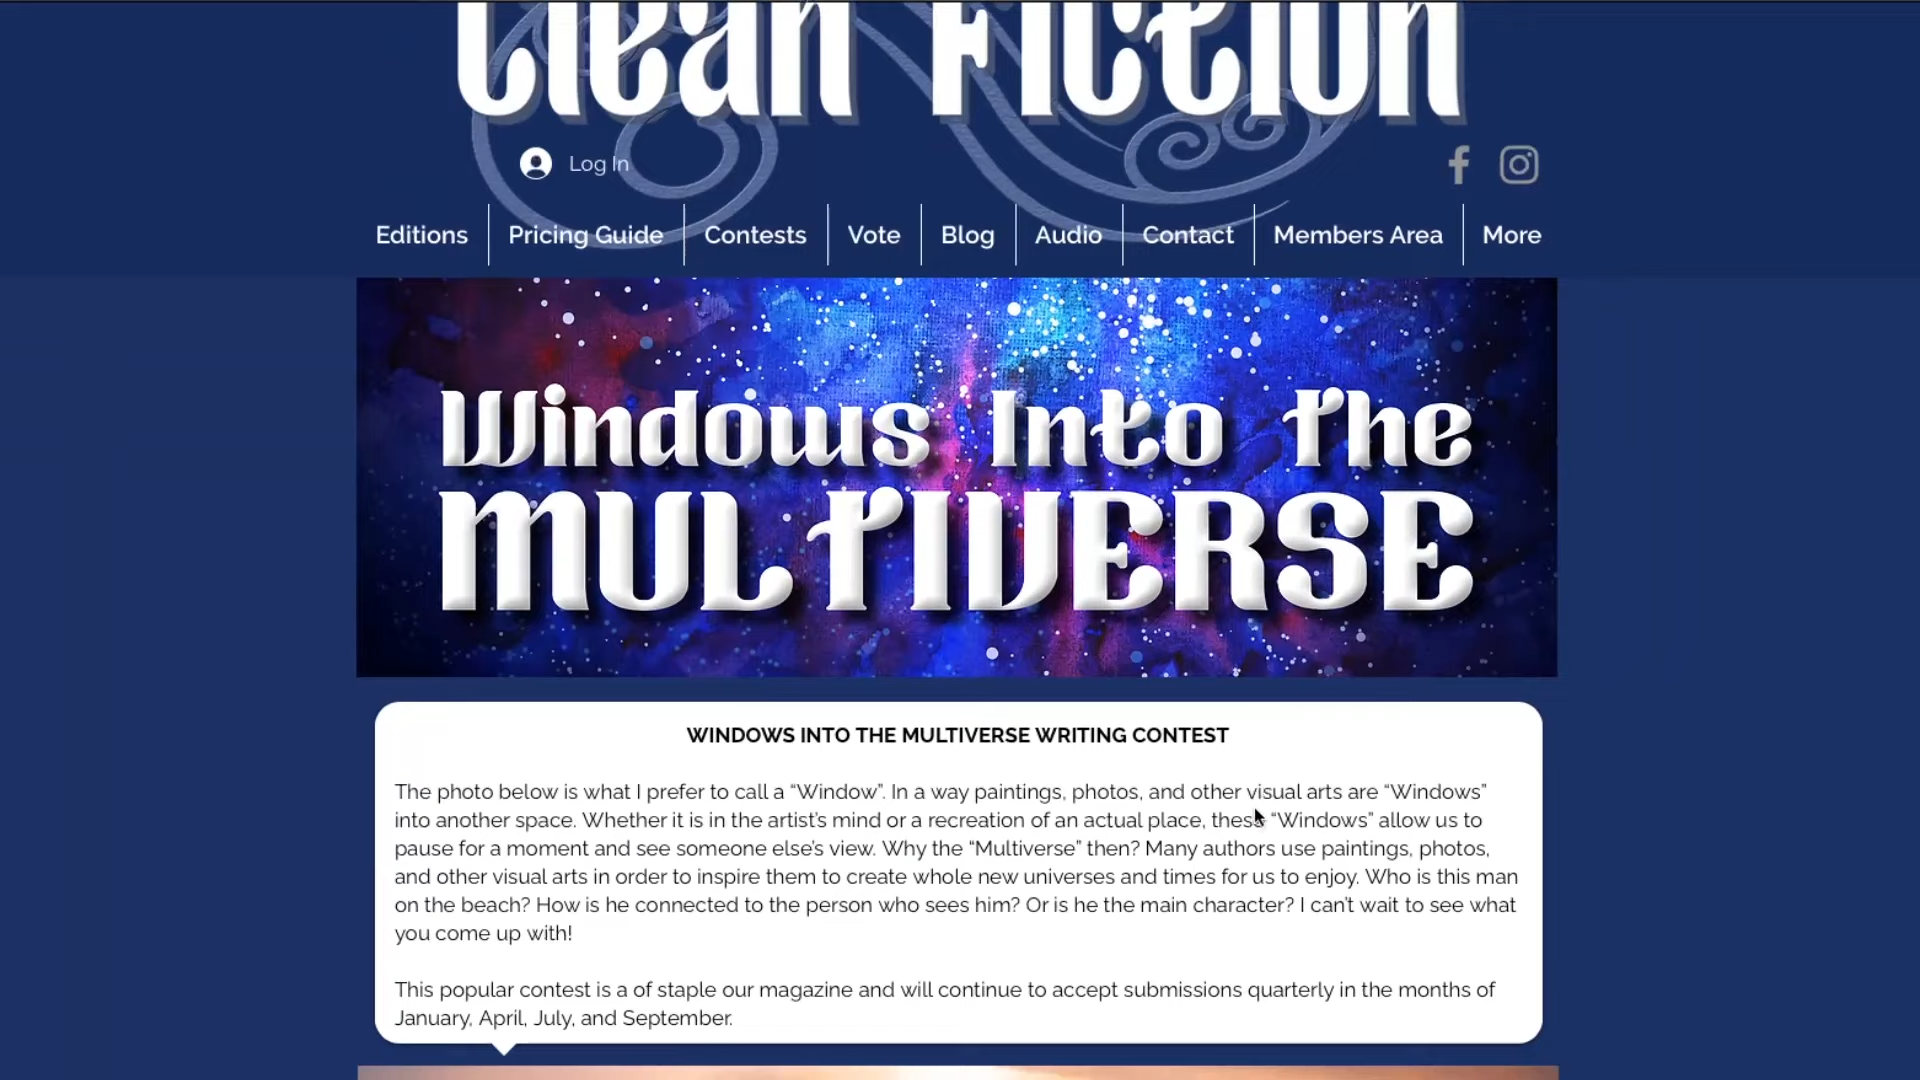 Clean Fiction
Log In
Editions
Pricing Guide
Contests
Vote
Blog
Audio
Contact
Members Area
More
Windows Into The
MULTIVERSE
WINDOWS INTO THE MULTIVERSE WRITING CONTEST
The photo below is what I prefer to call a “Window”. In a way paintings, photos, and other visual arts are “Windows”
into another space. Whether it is in the artist’s mind or a recreation of an actual place, these “Windows” allow us to
pause for a moment and see someone else’s view. Why the “Multiverse” then? Many authors use paintings, photos,
and other visual arts in order to inspire them to create whole new universes and times for us to enjoy. Who is this man
on the beach? How is he connected to the person who sees him? Or is he the main character? I can’t wait to see what
you come up with!
This popular contest is a of staple our magazine and will continue to accept submissions quarterly in the months of
January, April, July, and September.